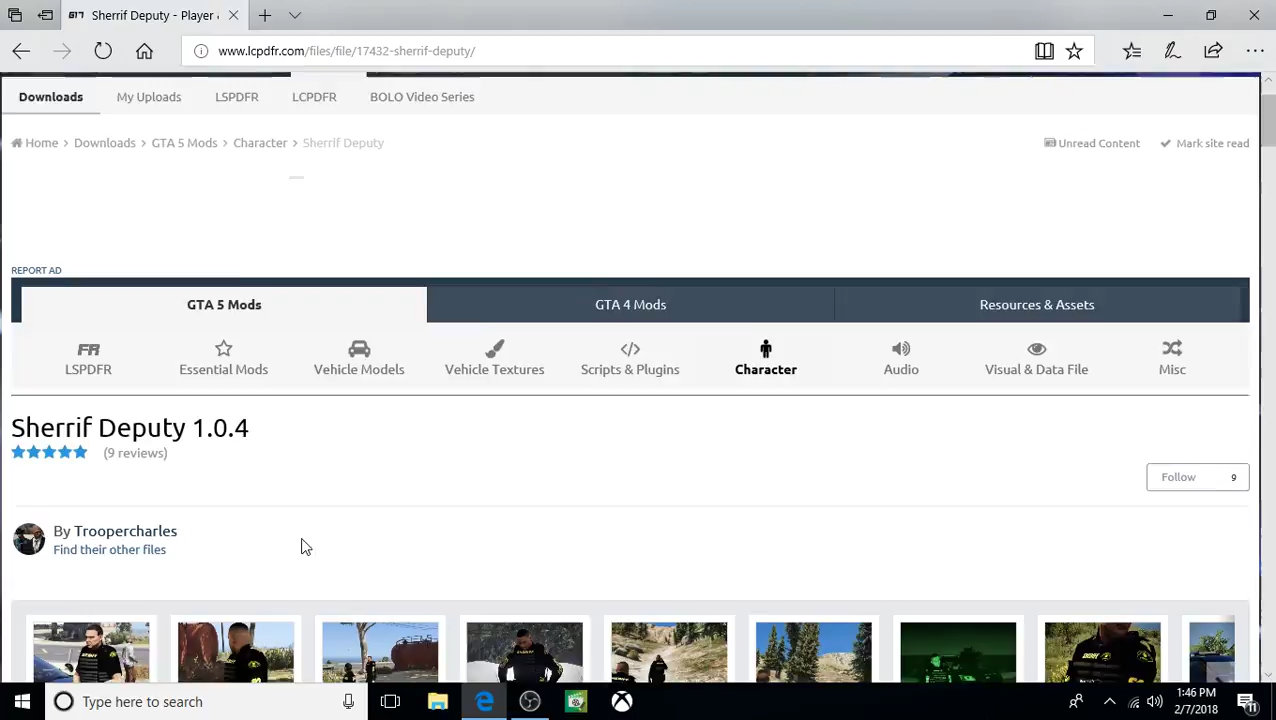 Sherrif Deputy - Player
www.lcpdfr.com/files/file/17432-sherrif-deputy/
Downloads My Uploads LSPDFR LCPDFR BOLO Video Series
Home > Downloads > GTA 5 Mods > Character > Sherrif Deputy Unread Content Mark site read
REPORT AD
GTA 5 Mods GTA 4 Mods Resources & Assets
LSPDFR Essential Mods Vehicle Models Vehicle Textures Scripts & Plugins Character Audio Visual & Data File Misc
Sherrif Deputy 1.0.4
(9 reviews)
Follow 9
By Troopercharles
Find their other files
Type here to search
1:46 PM
2/7/2018
11